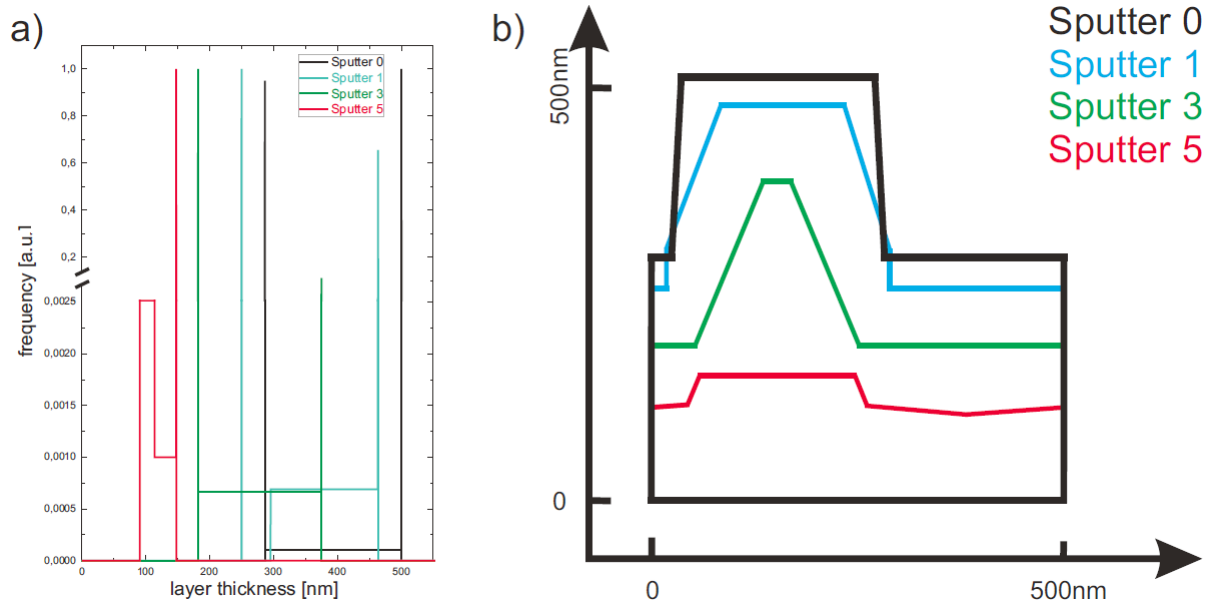 a)
1,0
0,8
0,6
0,4
0,2
0,0025
0,0020
0,0015
0,0010
0,0005
0,0000
frequency [a.u.]
Sputter 0
Sputter 1
Sputter 3
Sputter 5
0
100
200
300
400
500
layer thickness [nm]
b)
500nm
0
0
500nm
Sputter 0
Sputter 1
Sputter 3
Sputter 5